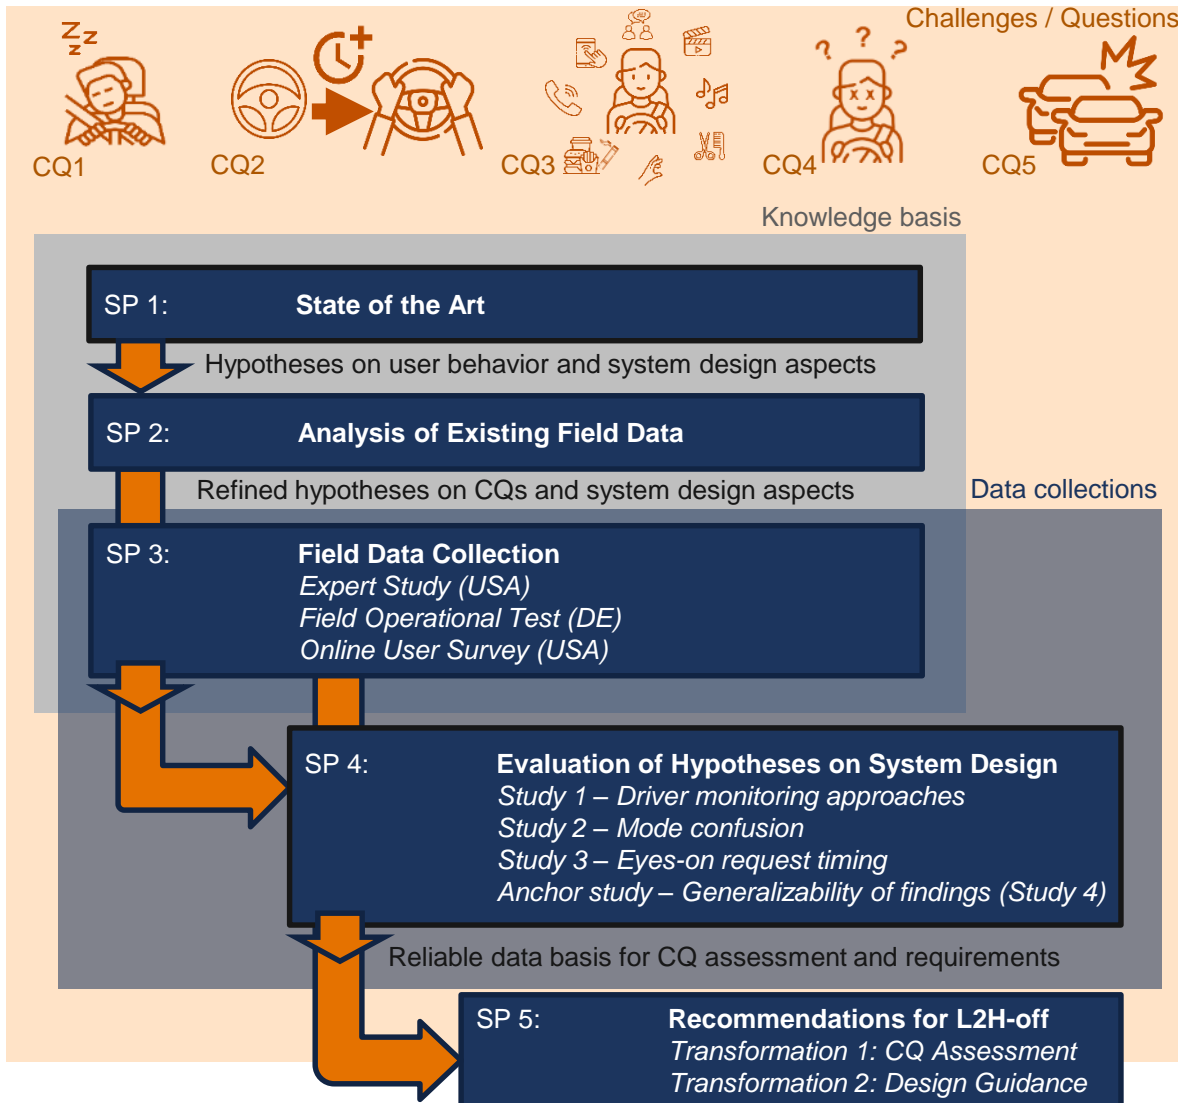 Challenges / Questions
Z z z
? ? ?
CQ1
CQ2
CQ3
CQ4
CQ5
Knowledge basis
SP 1: State of the Art
Hypotheses on user behavior and system design aspects
SP 2: Analysis of Existing Field Data
Refined hypotheses on CQs and system design aspects
Data collections
SP 3: Field Data Collection
Expert Study (USA)
Field Operational Test (DE)
Online User Survey (USA)
SP 4: Evaluation of Hypotheses on System Design
Study 1 – Driver monitoring approaches
Study 2 – Mode confusion
Study 3 – Eyes-on request timing
Anchor study – Generalizability of findings (Study 4)
Reliable data basis for CQ assessment and requirements
SP 5: Recommendations for L2H-off
Transformation 1: CQ Assessment
Transformation 2: Design Guidance